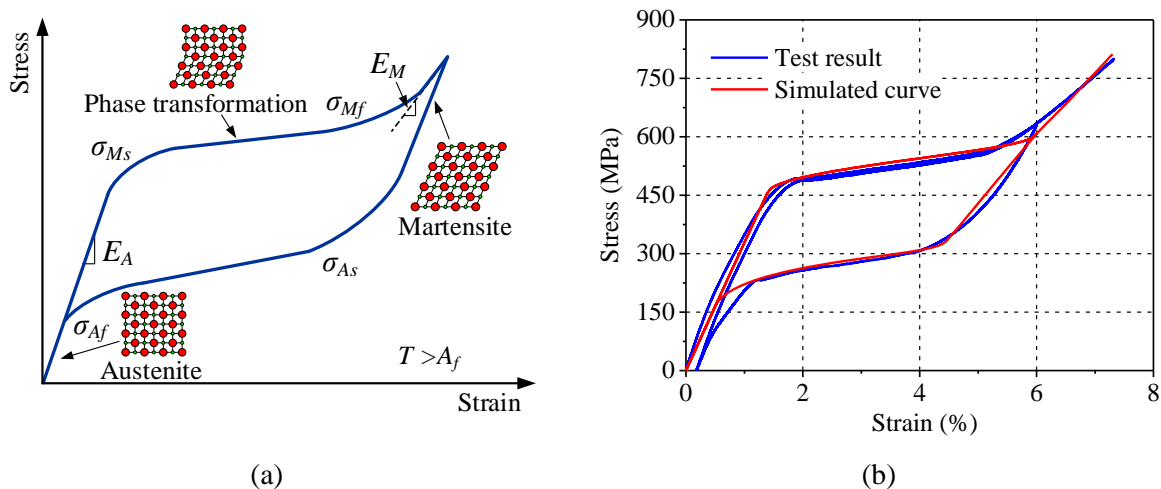 Stress
Phase transformation
σMs
σMf
EM
Martensite
EA
σAs
σAf
Austenite
T >Af
Strain
(a)
Stress (MPa)
900
750
600
450
300
150
0
Test result
Simulated curve
0 2 4 6 8
Strain (%)
(b)